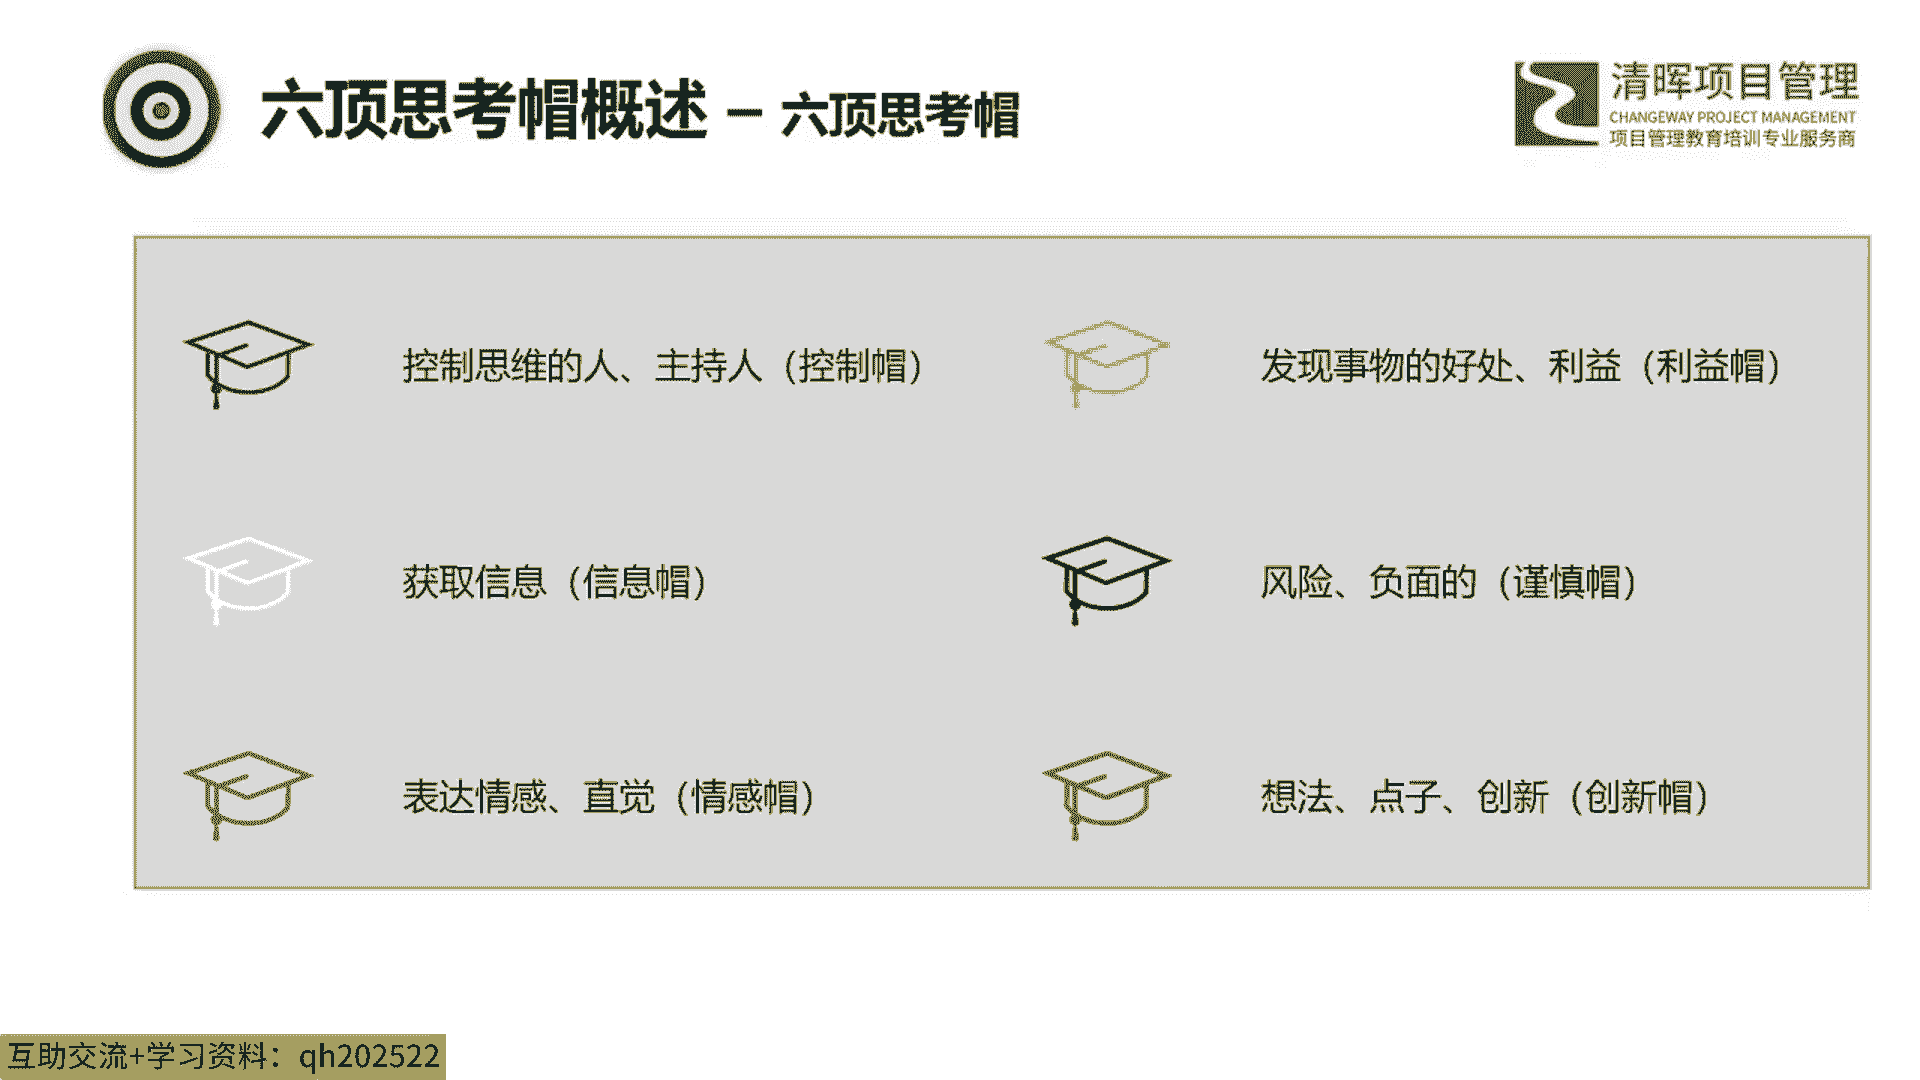 六顶思考帽概述 – 六顶思考帽
清晖项目管理
CHANGEWAY PROJECT MANAGEMENT
项目管理教育培训专业服务商
控制思维的人、主持人（控制帽）
发现事物的好处、利益（利益帽）
获取信息（信息帽）
风险、负面的（谨慎帽）
表达情感、直觉（情感帽）
想法、点子、创新（创新帽）
互助交流+学习资料：qh202522